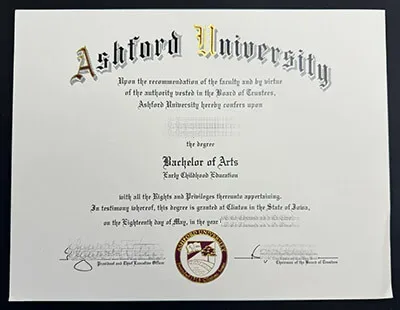 Ashford University
Upon the recommendation of the faculty and by virtue
of the authority vested in the Board of Trustees,
Ashford University hereby confers upon
the degree
Bachelor of Arts
Early Childhood Education
with all the Rights and Privileges thereunto appertaining.
In testimony whereof, this degree is granted at Clinton in the State of Iowa,
on the Eighteenth day of May, in the year
President and Chief Executive Officer
Chairman of the Board of Trustees
ASHFORD UNIVERSITY